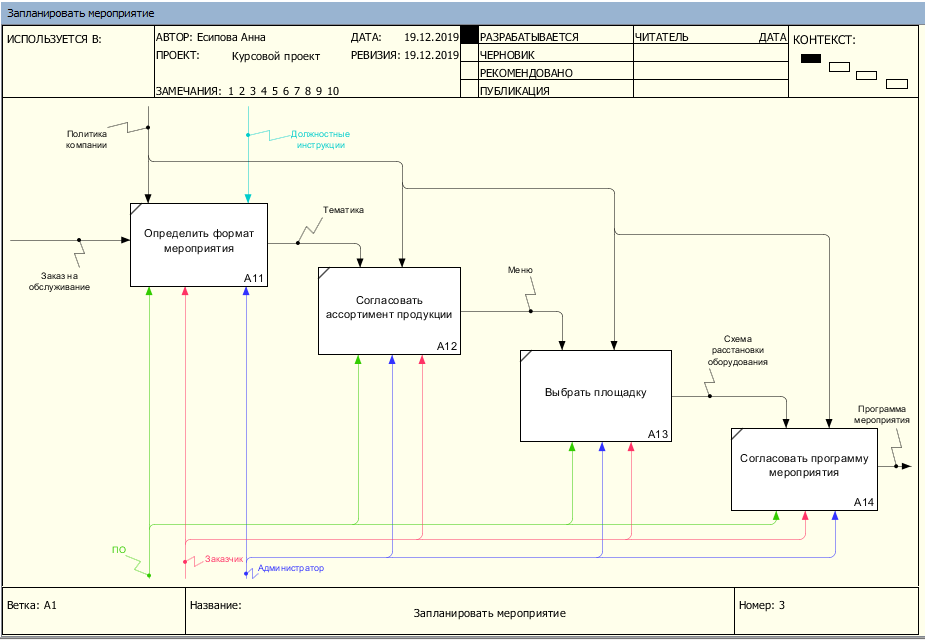 Запланировать мероприятие
ИСПОЛЬЗУЕТСЯ В:
АВТОР: Есипова Анна
ДАТА: 19.12.2019
ПРОЕКТ: Курсовой проект
РЕВИЗИЯ: 19.12.2019
ЗАМЕЧАНИЯ: 1 2 3 4 5 6 7 8 9 10
РАЗРАБАТЫВАЕТСЯ
ЧЕРНОВИК
РЕКОМЕНДОВАНО
ПУБЛИКАЦИЯ
ЧИТАТЕЛЬ
ДАТА
КОНТЕКСТ:
Политика
компании
Должностные
инструкции
Заказ на
обслуживание
Определить формат
мероприятия
A11
Тематика
Согласовать
ассортимент продукции
A12
Меню
Выбрать площадку
A13
Схема
расстановки
оборудования
Согласовать программу
мероприятия
A14
Программа
мероприятия
ПО
Заказчик
Администратор
Ветка: A1
Название:
Запланировать мероприятие
Номер: 3